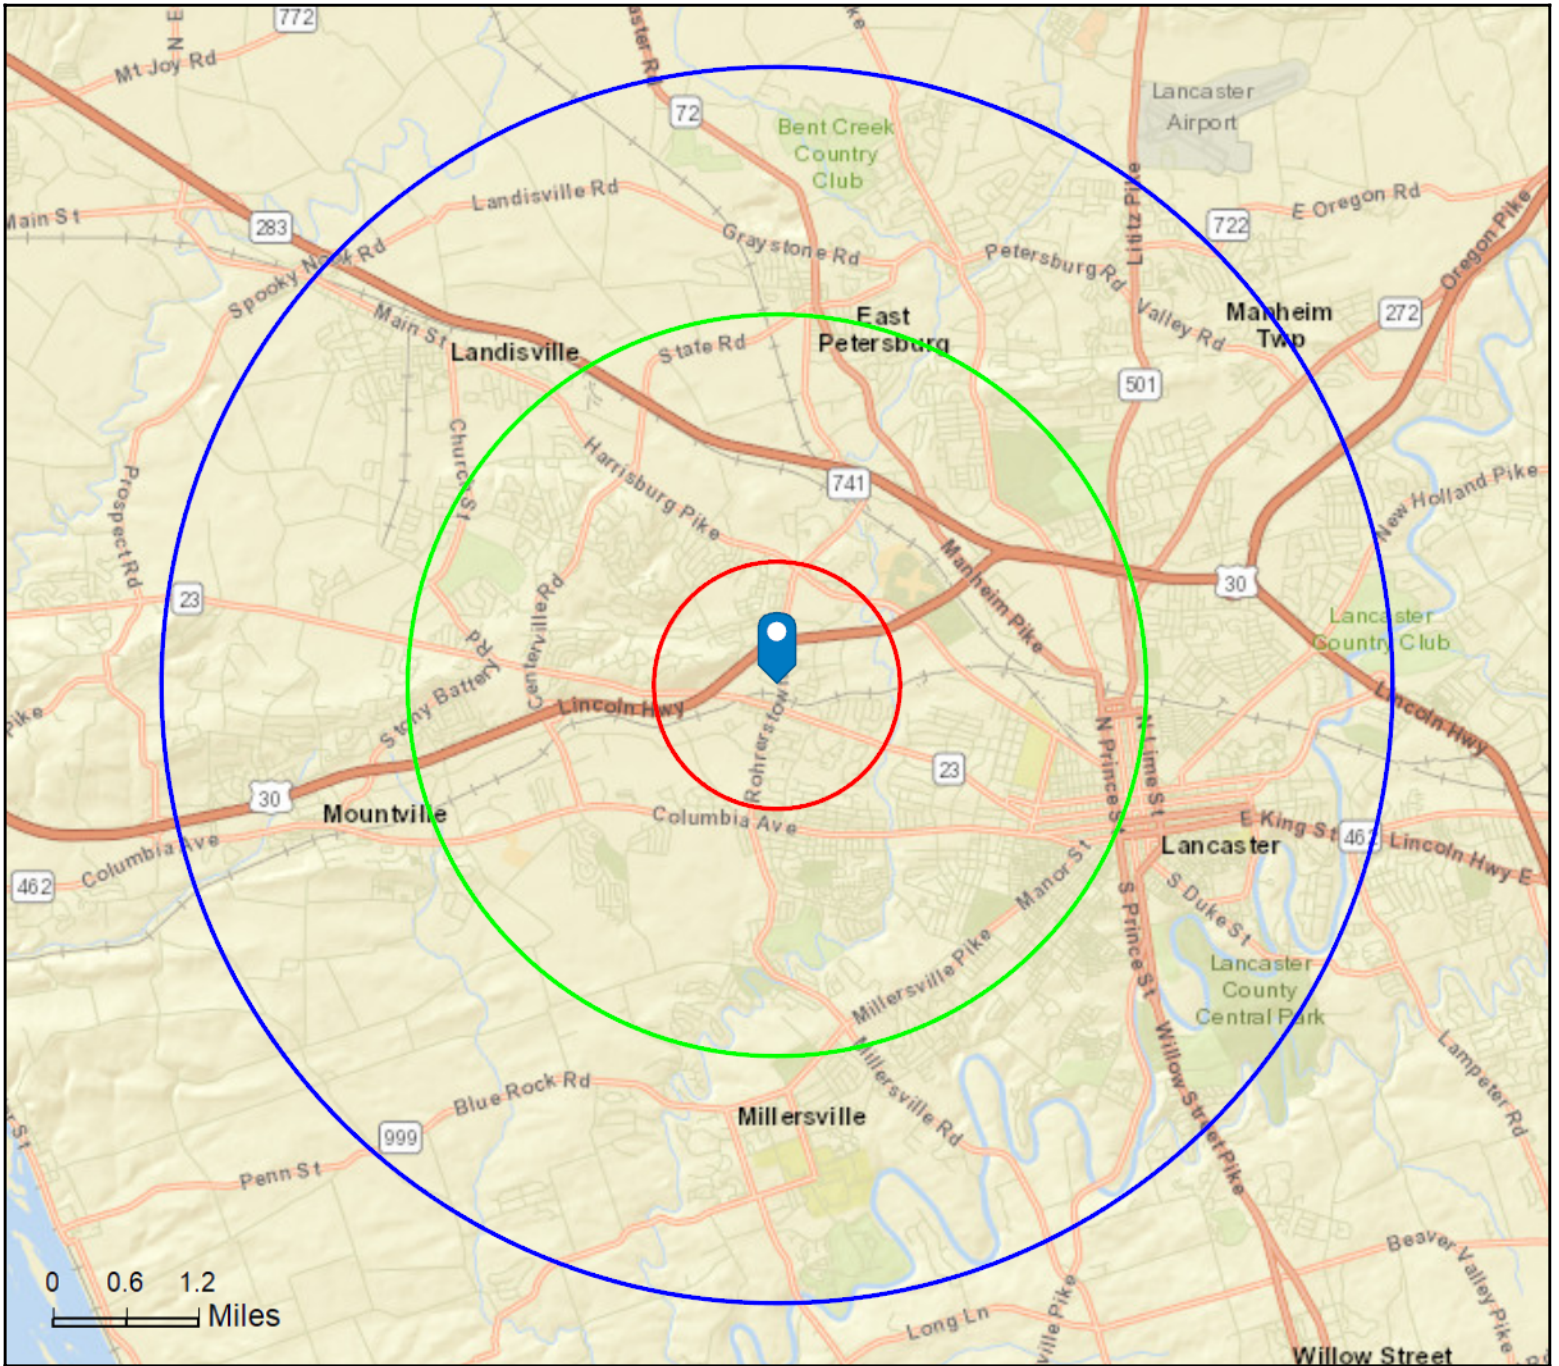 772
N E
Mt Joy Rd
72
Lancaster
Airport
Bent Creek
Country
Club
Landisville Rd
Main St
283
Spooky Nook Rd
Graystone Rd
Petersburg Rd
Lititz Pike
722
E Oregon Rd
Oregon Pike
Main St
Landisville
State Rd
East
Petersburg
Valley Rd
Manheim
Twp
272
501
Church St
Harrisburg Pike
741
Prospect Rd
New Holland Pike
Manheim Pike
30
23
Centerville Rd
Lancaster
Country Club
Stony Battery Rd
Pike
Lincoln Hwy
Rohrerstown
Lincoln Hwy
N Prince St
N Lime St
23
30
Mountville
Columbia Ave
Columbia Ave
E King St
462
Lincoln Hwy E
Lancaster
462
Manor St
S Duke St
S Prince St
Millersville Pike
Lancaster
County
Central Park
Willow Street Pike
Lampeter Rd
Blue Rock Rd
Millersville Rd
Millersville
999
Penn St
Beaver Valley Pike
0 0.6 1.2
Miles
Long Ln
ville Pike
Willow Street